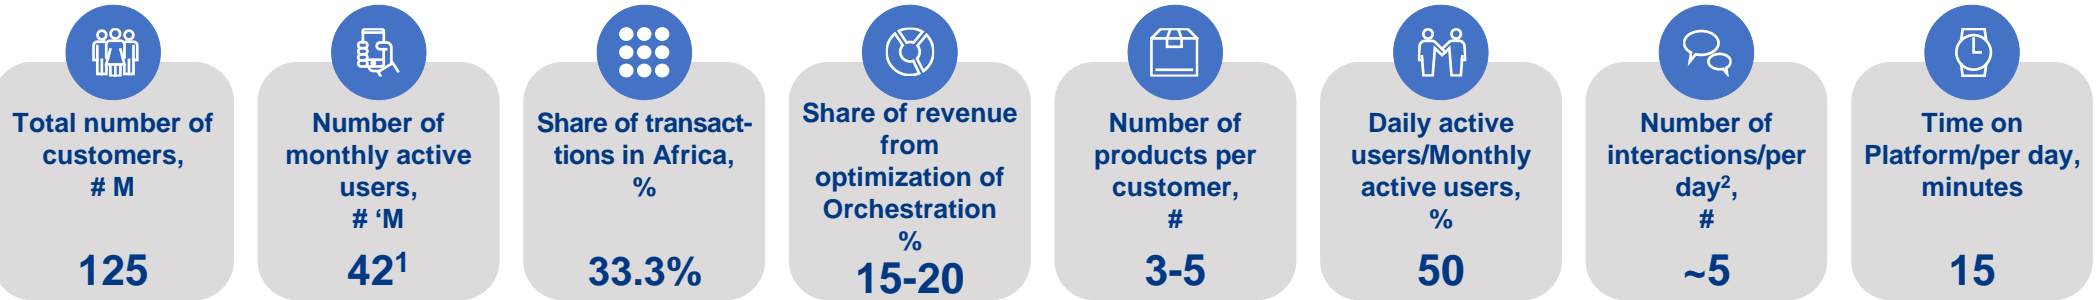 Total number of
customers,
# M
125
Number of
monthly active
users,
# ‘M
42¹
Share of transact-
tions in Africa,
%
33.3%
Share of revenue
from
optimization of
Orchestration
%
15-20
Number of
products per
customer,
#
3-5
Daily active
users/Monthly
active users,
%
50
Number of
interactions/per
day²,
#
~5
Time on
Platform/per day,
minutes
15